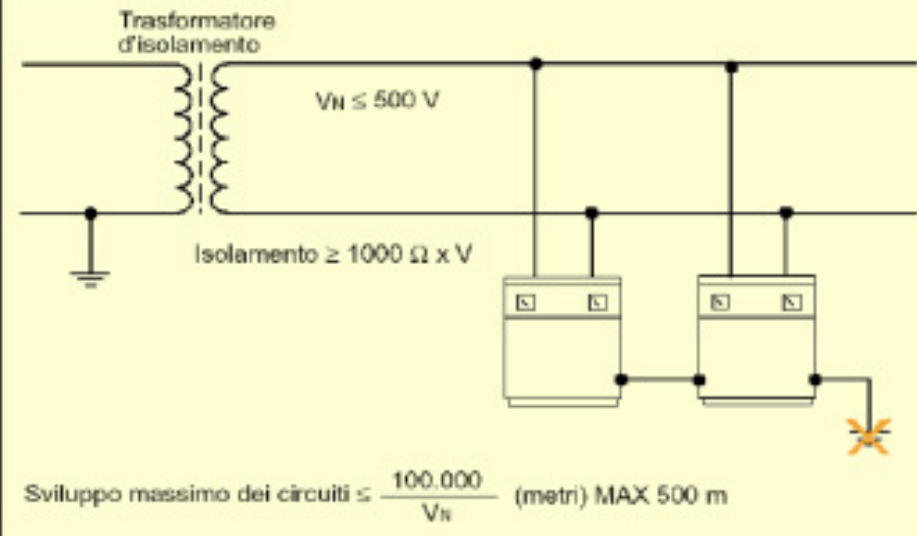 Trasformatore
d'isolamento
VN ≤ 500 V
Isolamento ≥ 1000 Ω x V
Sviluppo massimo dei circuiti ≤ 100.000 / VN (metri) MAX 500 m